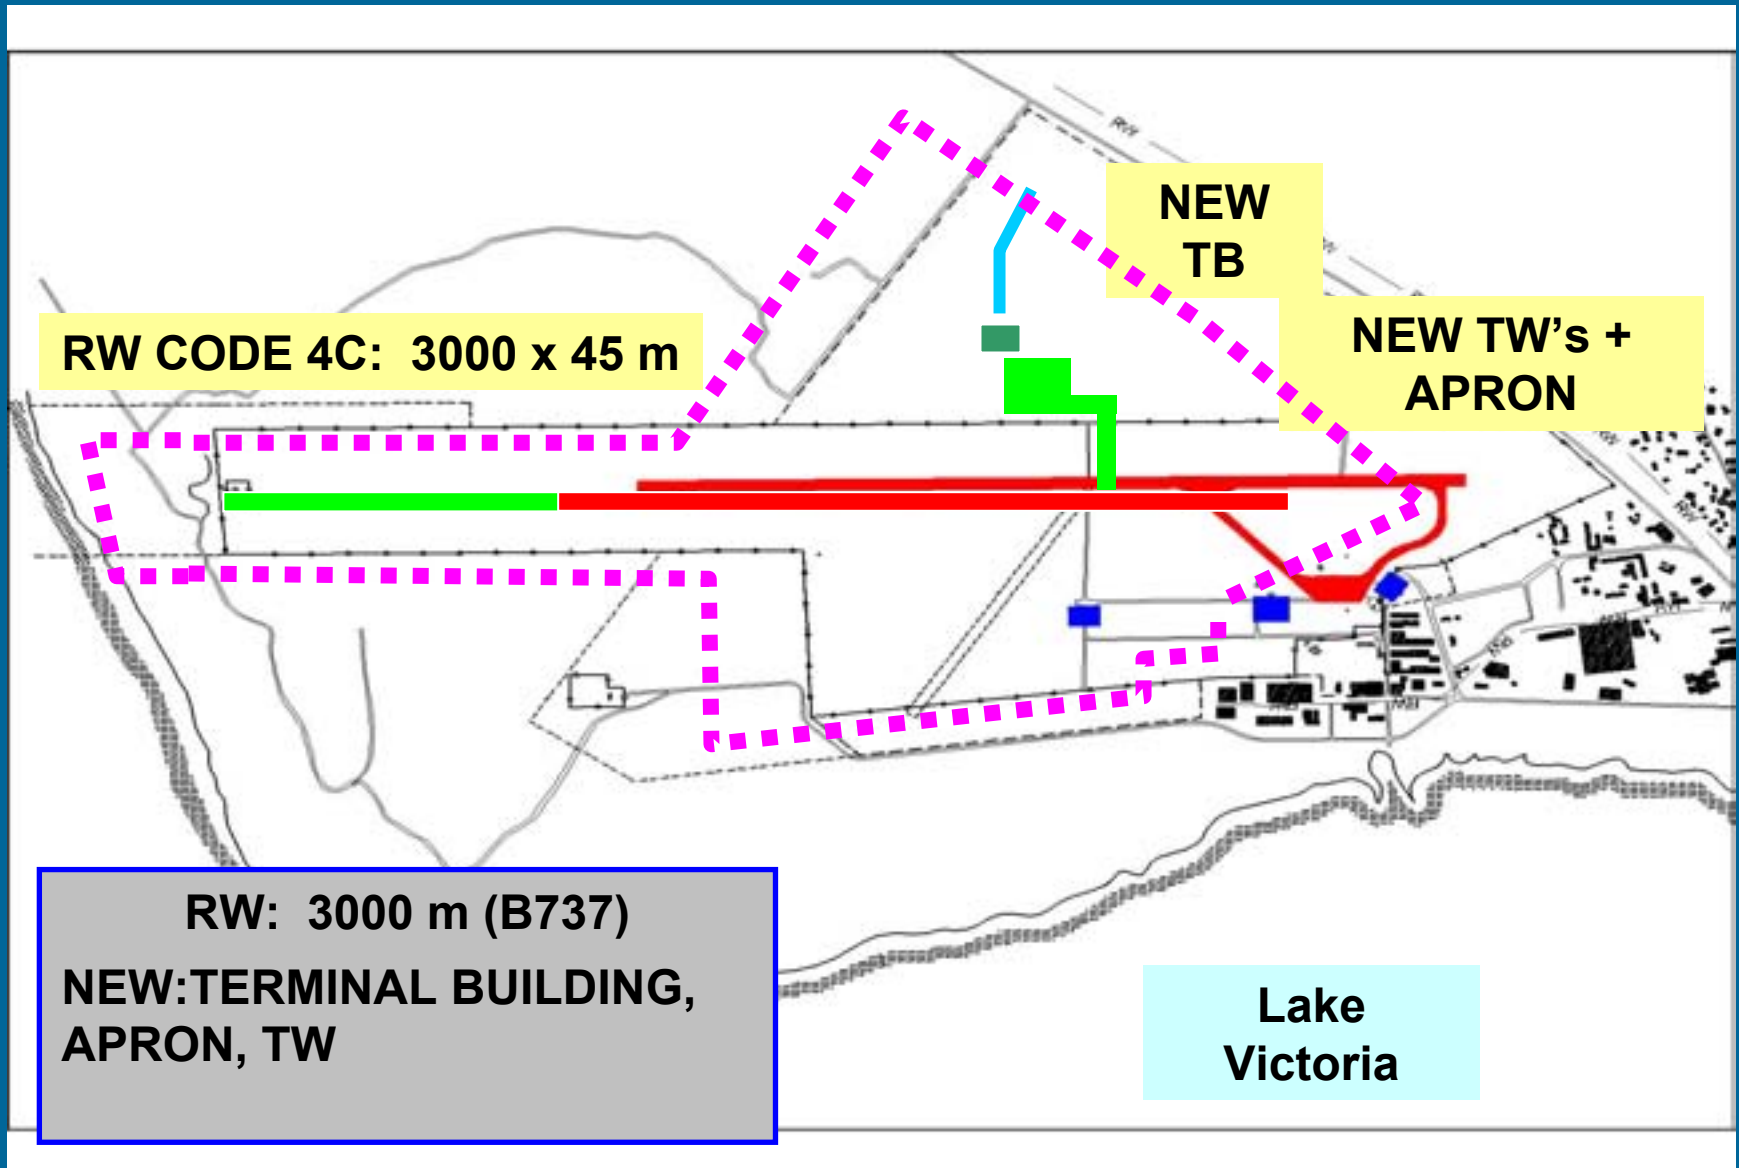 RW
NEW
TB
NEW TW's +
APRON
RW CODE 4C: 3000 x 45 m
RW: 3000 m (B737)
NEW:TERMINAL BUILDING,
APRON, TW
Lake
Victoria